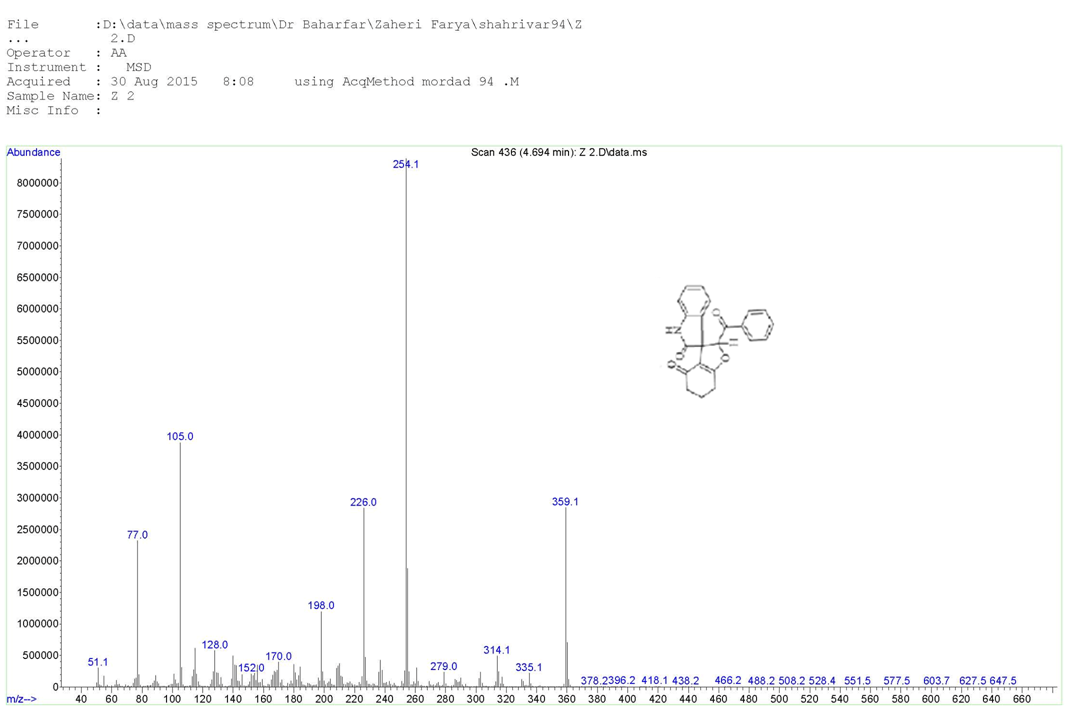 File       :D:\data\mass spectrum\Dr Baharfar\Zaheri Farya\shahrivar94\Z
...          2.D
Operator   : AA
Instrument :   MSD
Acquired   : 30 Aug 2015   8:08     using AcqMethod mordad 94 .M
Sample Name: Z 2
Misc Info  :
Abundance
Scan 436 (4.694 min): Z 2.D\data.ms
254.1
8000000
7500000
7000000
6500000
6000000
5500000
5000000
4500000
4000000
3500000
3000000
2500000
2000000
1500000
1000000
500000
0
105.0
226.0
359.1
77.0
198.0
128.0
51.1
152.0
170.0
279.0
314.1
335.1
378.2396.2 418.1 438.2 466.2 488.2 508.2 528.4 551.5 577.5 603.7 627.5 647.5
O
H
N
O
H
O
O
m/z-->
40 60 80 100 120 140 160 180 200 220 240 260 280 300 320 340 360 380 400 420 440 460 480 500 520 540 560 580 600 620 640 660